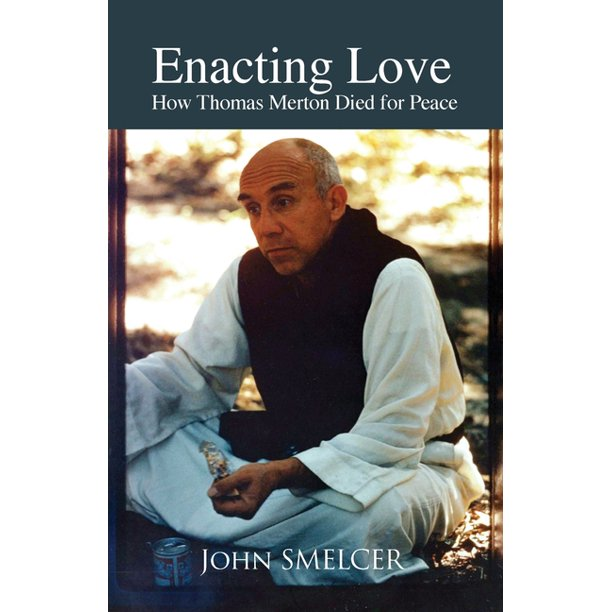 Enacting Love
How Thomas Merton Died for Peace
John SMELCER